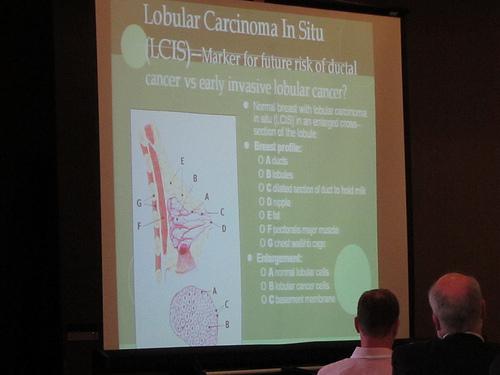 Lobular Carcinoma In Situ
(LCIS)—Marker for future risk of ductal
cancer vs early invasive lobular cancer?
Normal breast with lobular carcinoma
in situ (LCIS) in an enlarged cross-
section of the lobule.
Breast profile:
A ducts
B lobules
C dilated section of duct to hold milk
D nipple
E fat
F pectoralis major muscle
G chest wall/rib cage
Enlargement:
A normal lobular cells
B lobular cancer cells
C basement membrane
E
B
A
G
C
F
D
A
C
B